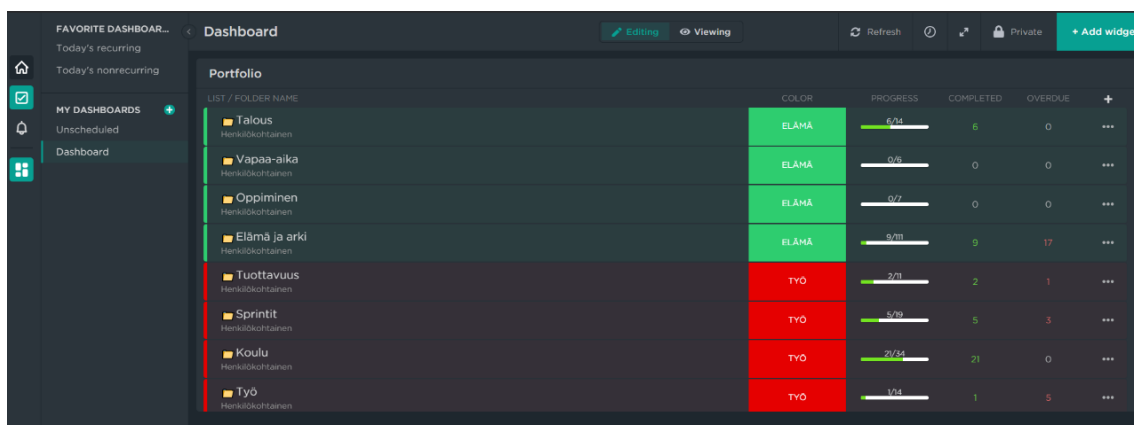 FAVORITE DASHBOAR...
Today's recurring
Today's nonrecurring
MY DASHBOARDS
Unscheduled
Dashboard
Dashboard
Editing
Viewing
Refresh
Private
+ Add widge
Portfolio
LIST / FOLDER NAME COLOR PROGRESS COMPLETED OVERDUE +
Talous ELÄMÄ 6/14 6 0
Henkilökohtainen
Vapaa-aika ELÄMÄ 0/6 0 0
Henkilökohtainen
Oppiminen ELÄMÄ 0/7 0 0
Henkilökohtainen
Elämä ja arki ELÄMÄ 9/111 9 17
Henkilökohtainen
Tuottavuus TYÖ 2/11 2 1
Henkilökohtainen
Sprintit TYÖ 5/19 5 3
Henkilökohtainen
Koulu TYÖ 21/34 21 0
Henkilökohtainen
Työ TYÖ 1/14 1 5
Henkilökohtainen